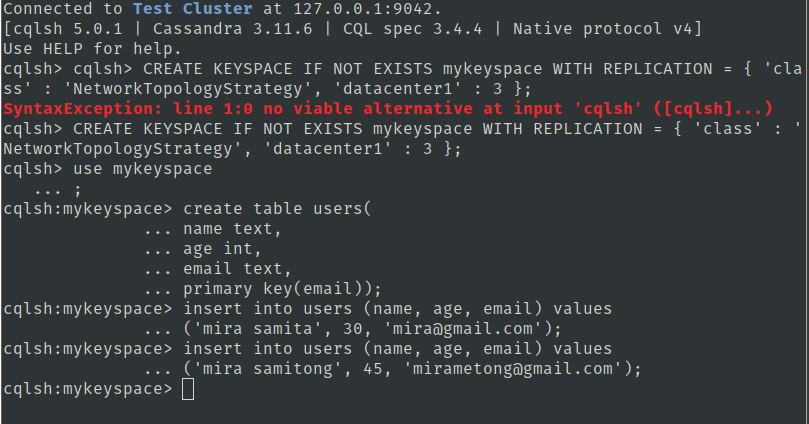 Connected to Test Cluster at 127.0.0.1:9042.
[cqlsh 5.0.1 | Cassandra 3.11.6 | CQL spec 3.4.4 | Native protocol v4]
Use HELP for help.
cqlsh> cqlsh> CREATE KEYSPACE IF NOT EXISTS mykeyspace WITH REPLICATION = { 'cla
ss' : 'NetworkTopologyStrategy', 'datacenter1' : 3 };
SyntaxException: line 1:0 no viable alternative at input 'cqlsh' ([cqlsh]...)
cqlsh> CREATE KEYSPACE IF NOT EXISTS mykeyspace WITH REPLICATION = { 'class' : '
NetworkTopologyStrategy', 'datacenter1' : 3 };
cqlsh> use mykeyspace
   ... ;
cqlsh:mykeyspace> create table users(
              ... name text,
              ... age int,
              ... email text,
              ... primary key(email));
cqlsh:mykeyspace> insert into users (name, age, email) values
              ... ('mira samita', 30, 'mira@gmail.com');
cqlsh:mykeyspace> insert into users (name, age, email) values
              ... ('mira samitong', 45, 'mirametong@gmail.com');
cqlsh:mykeyspace>